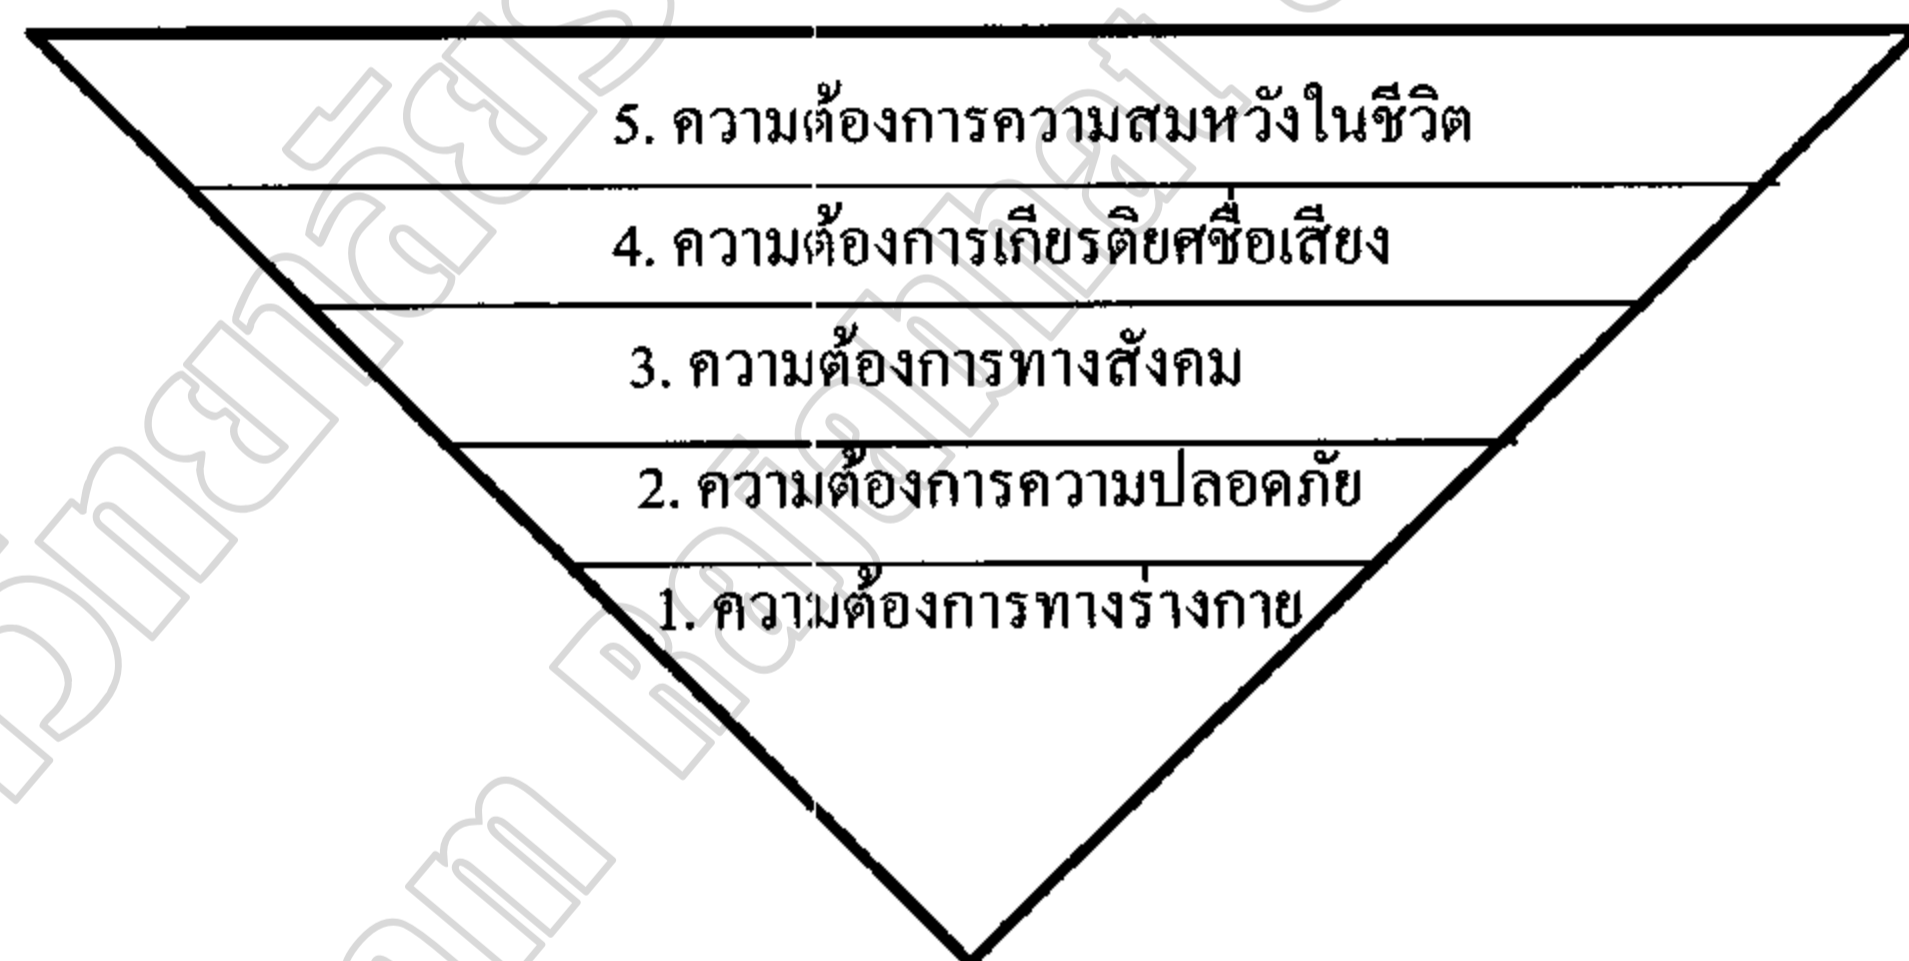 5. ความต้องการความสมหวังในชีวิต
4. ความต้องการเกียรติยศชื่อเสียง
3. ความต้องการทางสังคม
2. ความต้องการความปลอดภัย
1. ความต้องการทางร่างกาย
Rajabhat